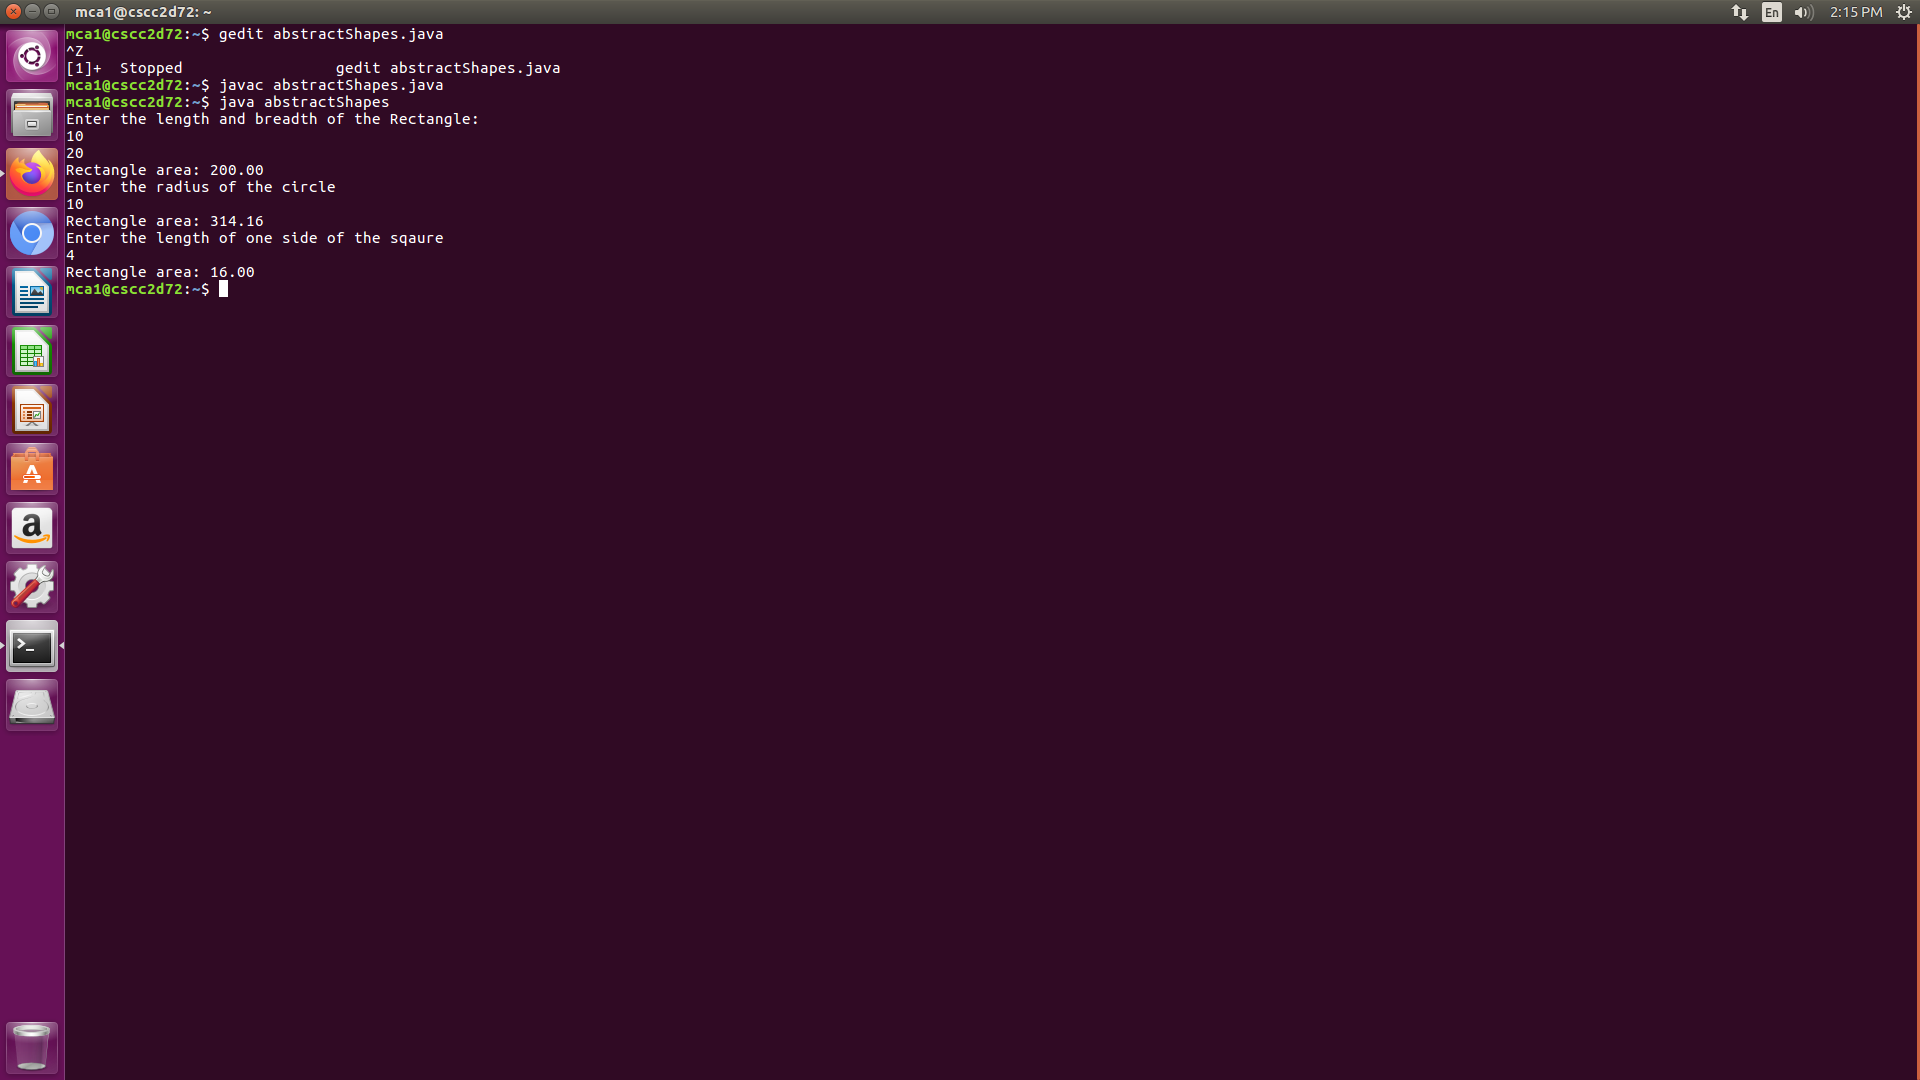 mca1@cscc2d72: ~
En
2:15 PM
mca1@cscc2d72:~$ gedit abstractShapes.java
^Z
[1]+  Stopped                 gedit abstractShapes.java
mca1@cscc2d72:~$ javac abstractShapes.java
mca1@cscc2d72:~$ java abstractShapes
Enter the length and breadth of the Rectangle:
10
20
Rectangle area: 200.00
Enter the radius of the circle
10
Rectangle area: 314.16
Enter the length of one side of the sqaure
4
Rectangle area: 16.00
mca1@cscc2d72:~$